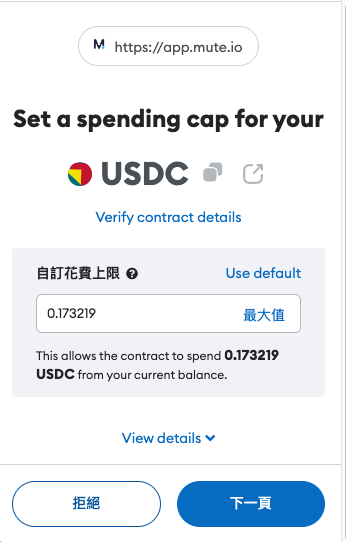 M https://app.mute.io
Set a spending cap for your
USDC
Verify contract details
自訂花費上限 ?
Use default
0.173219
最大值
This allows the contract to spend 0.173219
USDC from your current balance.
View details
拒絕
下一頁